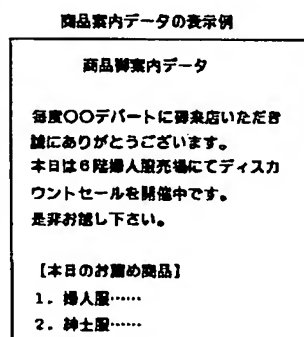 商品案内データの表示例
商品御案内データ
毎度〇〇デパートに御来店いただき
誠にありがとうございます。
本日は6階婦人服売場にてディスカ
ウントセールを開催中です。
是非お越し下さい。
【本日のお薦め商品】
1. 婦人服……
2. 紳士服……